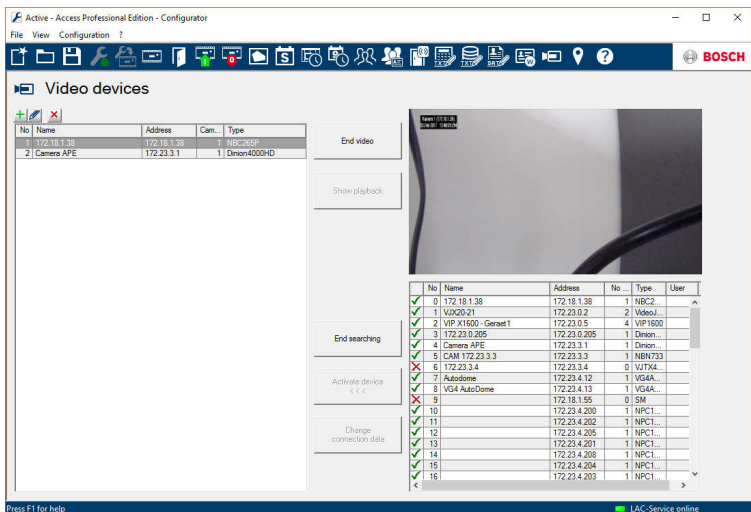 Active - Access Professional Edition - Configurator
File View Configuration ?
BOSCH
Video devices
No Name Address Cam... Type
1 172.18.1.38 172.18.1.38 1 NBC265P
2 Camera APE 172.23.3.1 1 Dinion4000HD
End video
Show playback
End searching
Activate device
< < <
Change
connection data
No Name Address No ... Type User
0 172.18.1.38 172.18.1.38 1 NBC2...
1 VJX20-21 172.23.0.2 2 VideoJ...
2 VIP X1600 - Geraet1 172.23.0.5 4 VIP1600
3 172.23.0.205 172.23.0.205 1 Dinion...
4 Camera APE 172.23.3.1 1 Dinion...
5 CAM 172.23.3.3 172.23.3.3 1 NBN733
6 172.23.3.4 172.23.3.4 0 VJTX4...
7 Autodome 172.23.4.12 1 VG4A...
8 VG4 AutoDome 172.23.4.13 1 VG4A...
9 172.18.1.55 0 SM
10 172.23.4.200 1 NPC1...
11 172.23.4.202 1 NPC1...
12 172.23.4.205 1 NPC1...
13 172.23.4.201 1 NPC1...
14 172.23.4.208 1 NPC1...
15 172.23.4.204 1 NPC1...
16 172.23.4.203 1 NPC1...
Press F1 for help
LAC-Service online